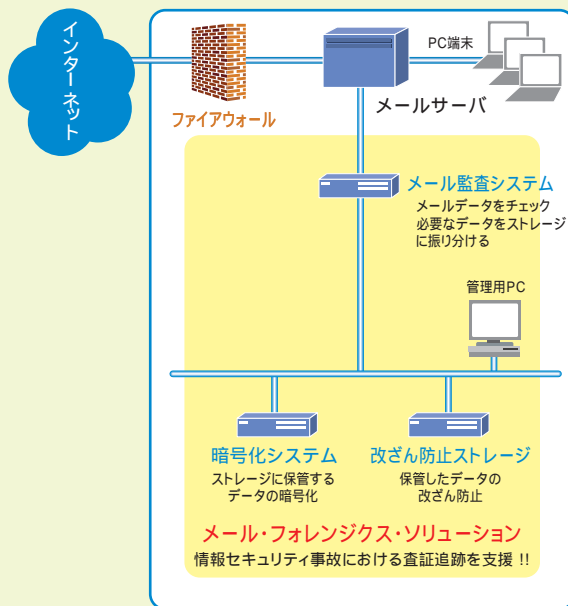 インターネット
ファイアウォール
メールサーバ
PC端末
メール監査システム
メールデータをチェック
必要なデータをストレージ
に振り分ける
管理用PC
暗号化システム
ストレージに保管する
データの暗号化
改ざん防止ストレージ
保管したデータの
改ざん防止
メール・フォレンジクス・ソリューション
情報セキュリティ事故における査証追跡を支援 !!